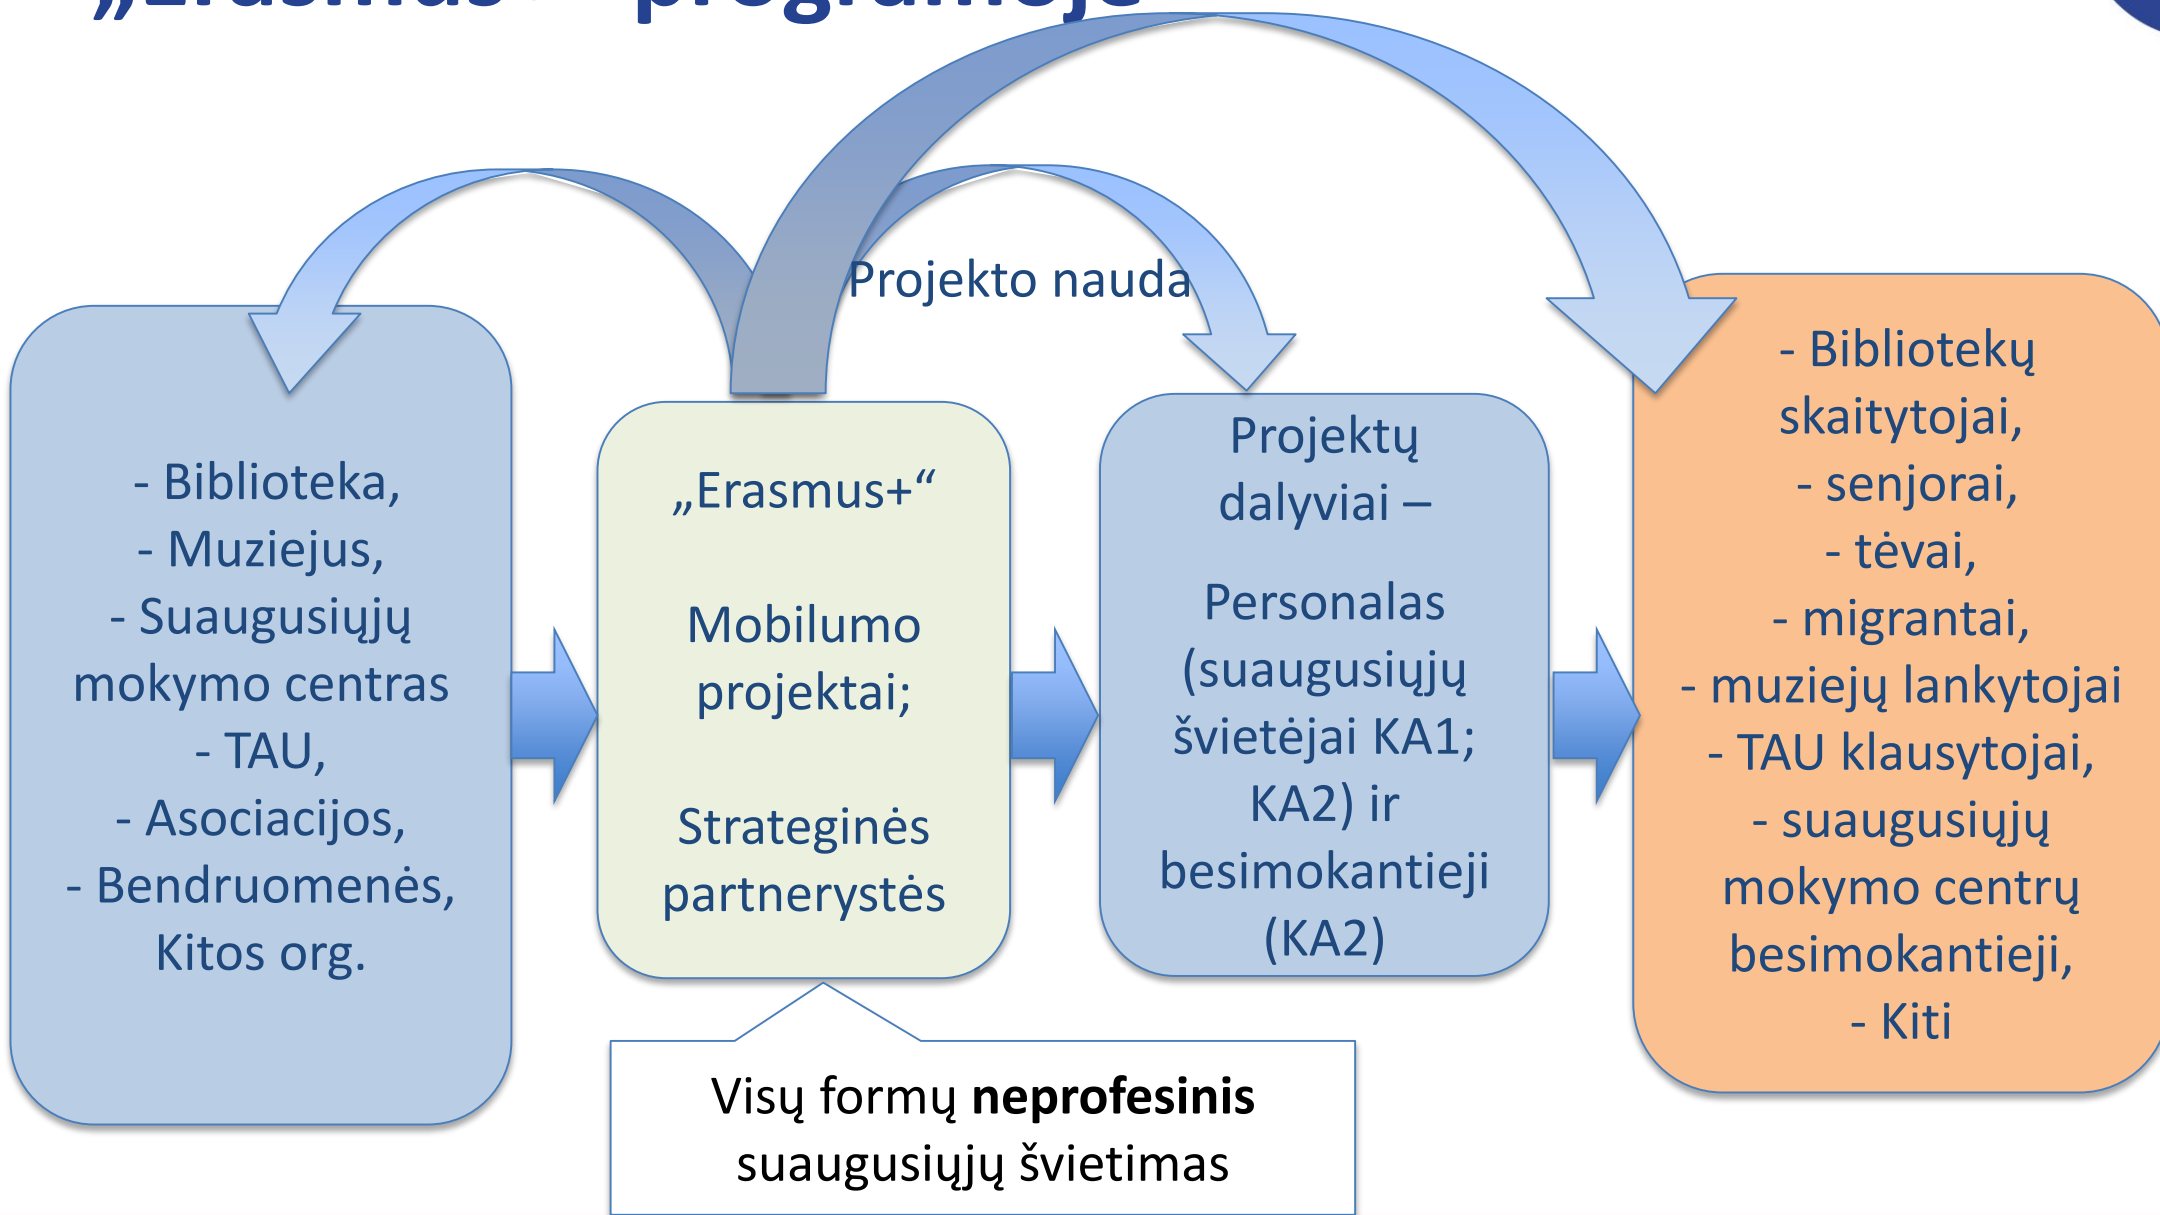 „Erasmus+“ programoje
Projekto nauda
- Biblioteka,
- Muziejus,
- Suaugusiųjų
mokymo centras
- TAU,
- Asociacijos,
- Bendruomenės,
Kitos org.
„Erasmus+“
Mobilumo
projektai;
Strateginės
partnerystės
Projektų
dalyviai –
Personalas
(suaugusiųjų
švietėjai KA1;
KA2) ir
besimokantieji
(KA2)
- Bibliotekų
skaitytojai,
- senjorai,
- tėvai,
- migrantai,
- muziejų lankytojai
- TAU klausytojai,
- suaugusiųjų
mokymo centrų
besimokantieji,
- Kiti
Visų formų neprofesinis
suaugusiųjų švietimas